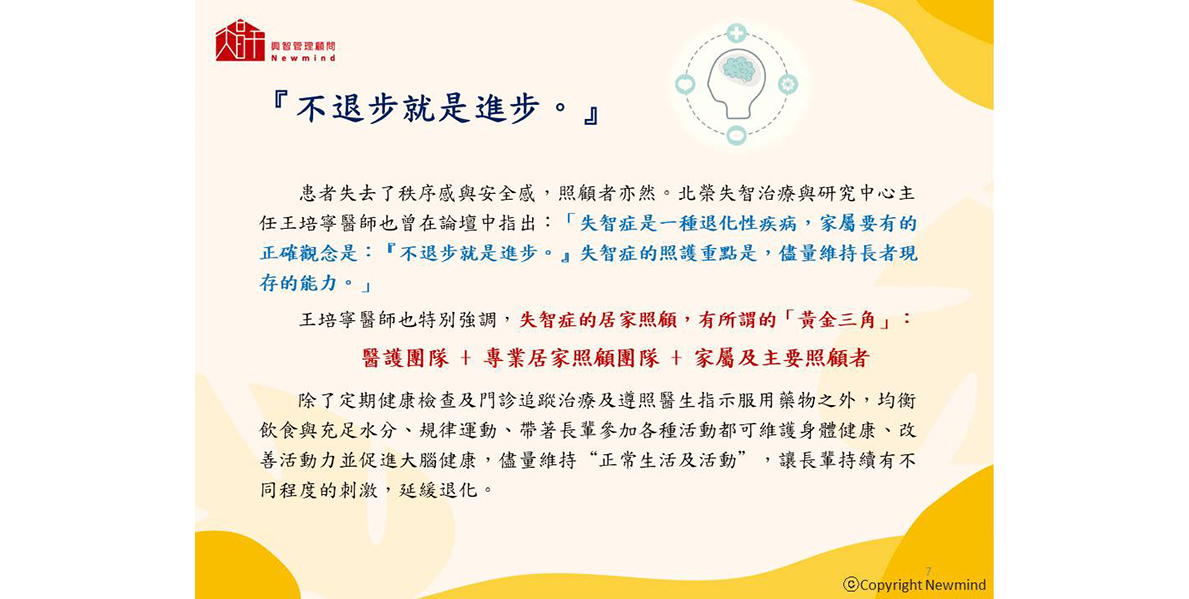 興智管理顧問
Newmind
『不退步就是進步。』
患者失去了秩序感與安全感，照顧者亦然。北榮失智治療與研究中心主
任王培寧醫師也曾在論壇中指出：「失智症是一種退化性疾病，家屬要有的
正確觀念是：『不退步就是進步。』失智症的照護重點是，儘量維持長者現
存的能力。」
王培寧醫師也特別強調，失智症的居家照顧，有所謂的「黃金三角」：
醫護團隊 + 專業居家照顧團隊 + 家屬及主要照顧者
除了定期健康檢查及門診追蹤治療及遵照醫生指示服用藥物之外，均衡
飲食與充足水分、規律運動、帶著長輩參加各種活動都可維護身體健康、改
善活動力並促進大腦健康，儘量維持“正常生活及活動”，讓長輩持續有不
同程度的刺激，延緩退化。
7
ⓒCopyright Newmind